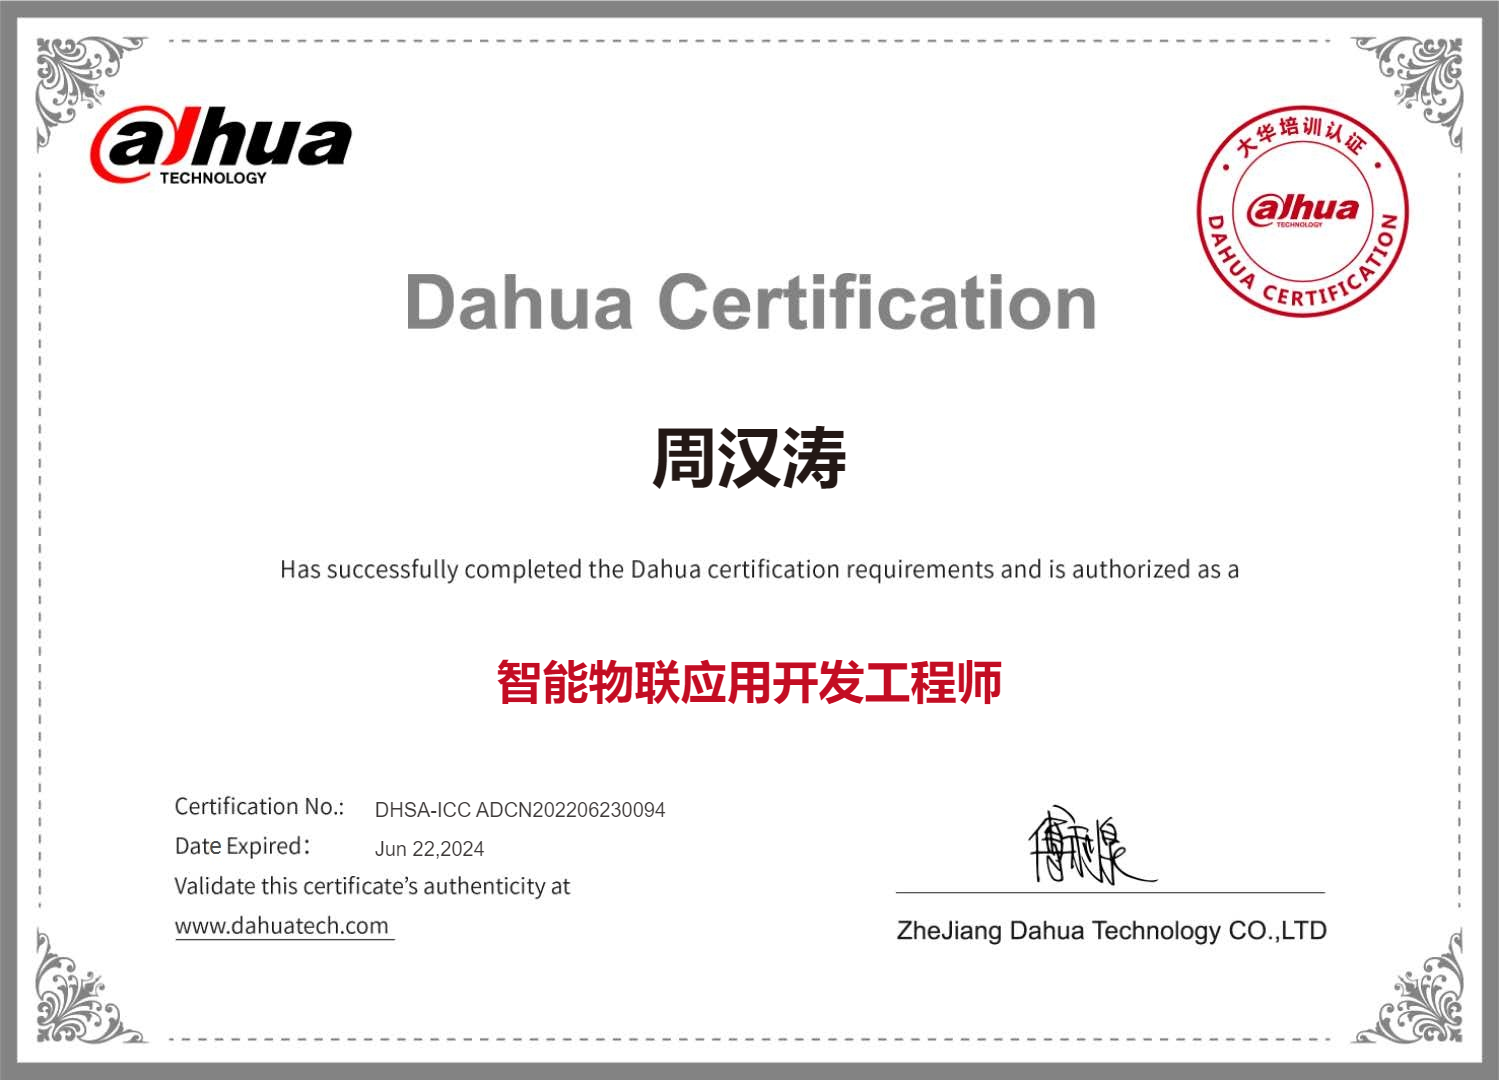 alhua
TECHNOLOGY
大华培训认证
alhua
TECHNOLOGY
DAHUA CERTIFICATION
Dahua Certification
周汉涛
Has successfully completed the Dahua certification requirements and is authorized as a
智能物联应用开发工程师
Certification No.: DHSA-ICC ADCN202206230094
Date Expired： Jun 22,2024
Validate this certificate’s authenticity at
www.dahuatech.com
傅利泉
ZheJiang Dahua Technology CO.,LTD